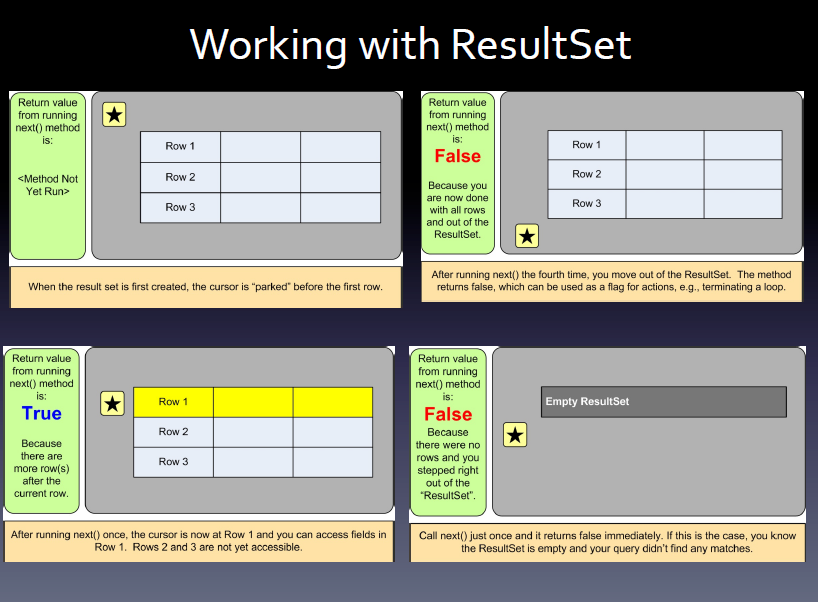 Working with ResultSet
Return value
from running
next() method
is:
<Method Not
Yet Run>
Row 1
Row 2
Row 3
When the result set is first created, the cursor is “parked” before the first row.
Return value
from running
next() method
is:
False
Because you
are now done
with all rows
and out of the
ResultSet.
Row 1
Row 2
Row 3
After running next() the fourth time, you move out of the ResultSet.  The method
returns false, which can be used as a flag for actions, e.g., terminating a loop.
Return value
from running
next() method
is:
True
Because
there are
more row(s)
after the
current row.
Row 1
Row 2
Row 3
After running next() once, the cursor is now at Row 1 and you can access fields in
Row 1.  Rows 2 and 3 are not yet accessible.
Return value
from running
next() method
is:
False
Because
there were no
rows and you
stepped right
out of the
“ResultSet”.
Empty ResultSet
Call next() just once and it returns false immediately. If this is the case, you know
the ResultSet is empty and your query didn’t find any matches.